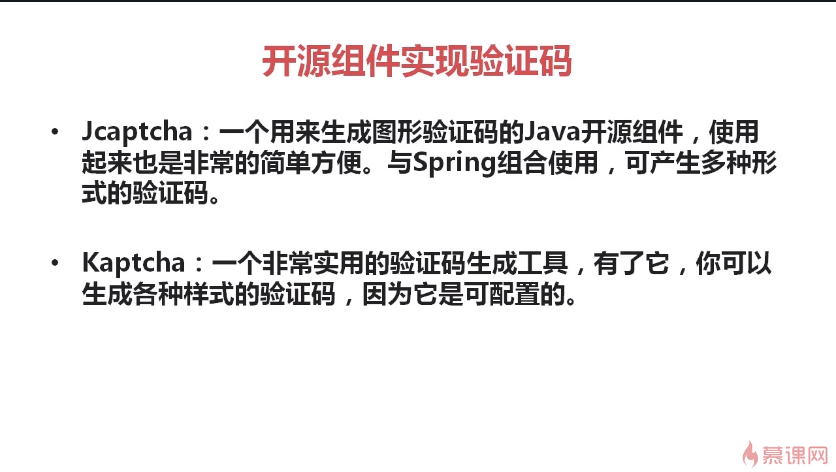 开源组件实现验证码
• Jcaptcha：一个用来生成图形验证码的Java开源组件，使用
起来也是非常的简单方便。与Spring组合使用，可产生多种形
式的验证码。
• Kaptcha：一个非常实用的验证码生成工具，有了它，你可以
生成各种样式的验证码，因为它是可配置的。
慕课网